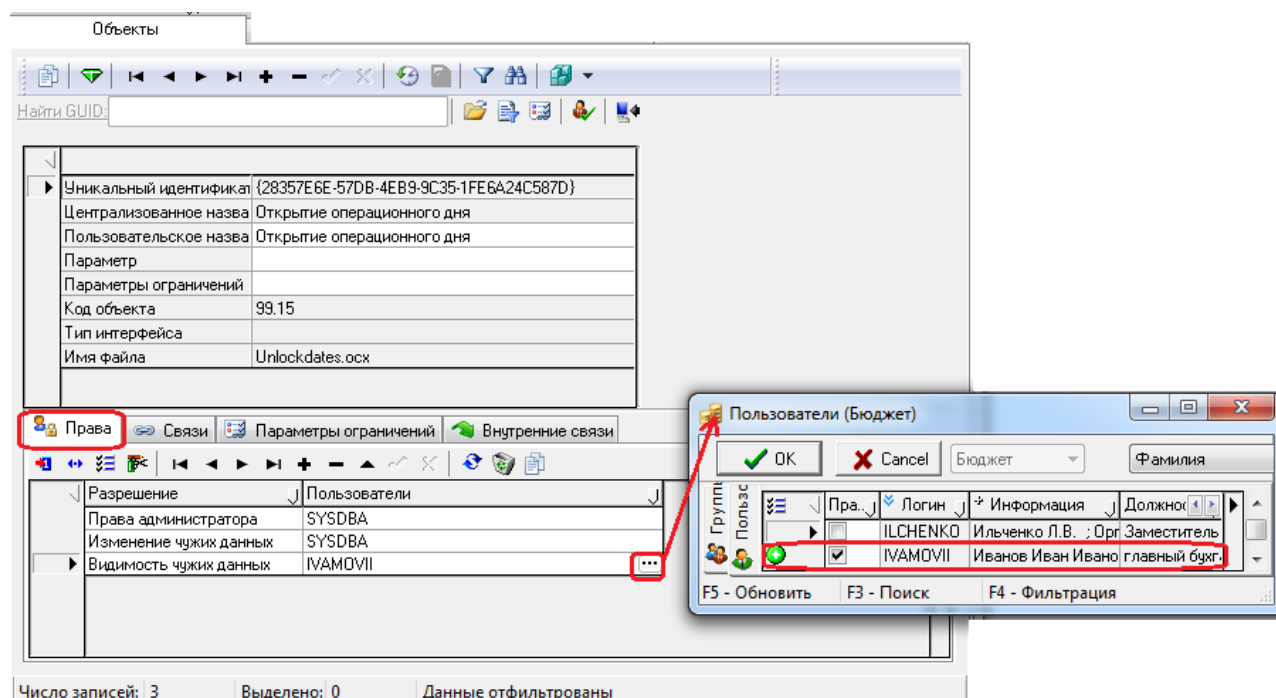 Объекты
Найти GUID:
Уникальный идентификат {28357E6E-57DB-4EB9-9C35-1FE6A24C587D}
Централизованное назва Открытие операционного дня
Пользовательское назва Открытие операционного дня
Параметр
Параметры ограничений
Код объекта 99.15
Тип интерфейса
Имя файла Unlockdates.ocx
Права Связи Параметры ограничений Внутренние связи
Разрешение Пользователи
Права администратора SYSDBA
Изменение чужих данных SYSDBA
Видимость чужих данных IVAMOVII
Число записей: 3 Выделено: 0 Данные отфильтрованы
Пользователи (Бюджет)
OK Cancel Бюджет Фамилия
Группы
Польз
Пра... Логин Информация Должнос
ILCHENKO Ильченко Л.В. ; Орг Заместитель
IVAMOVII Иванов Иван Ивано главный бухг.
F5 - Обновить F3 - Поиск F4 - Фильтрация